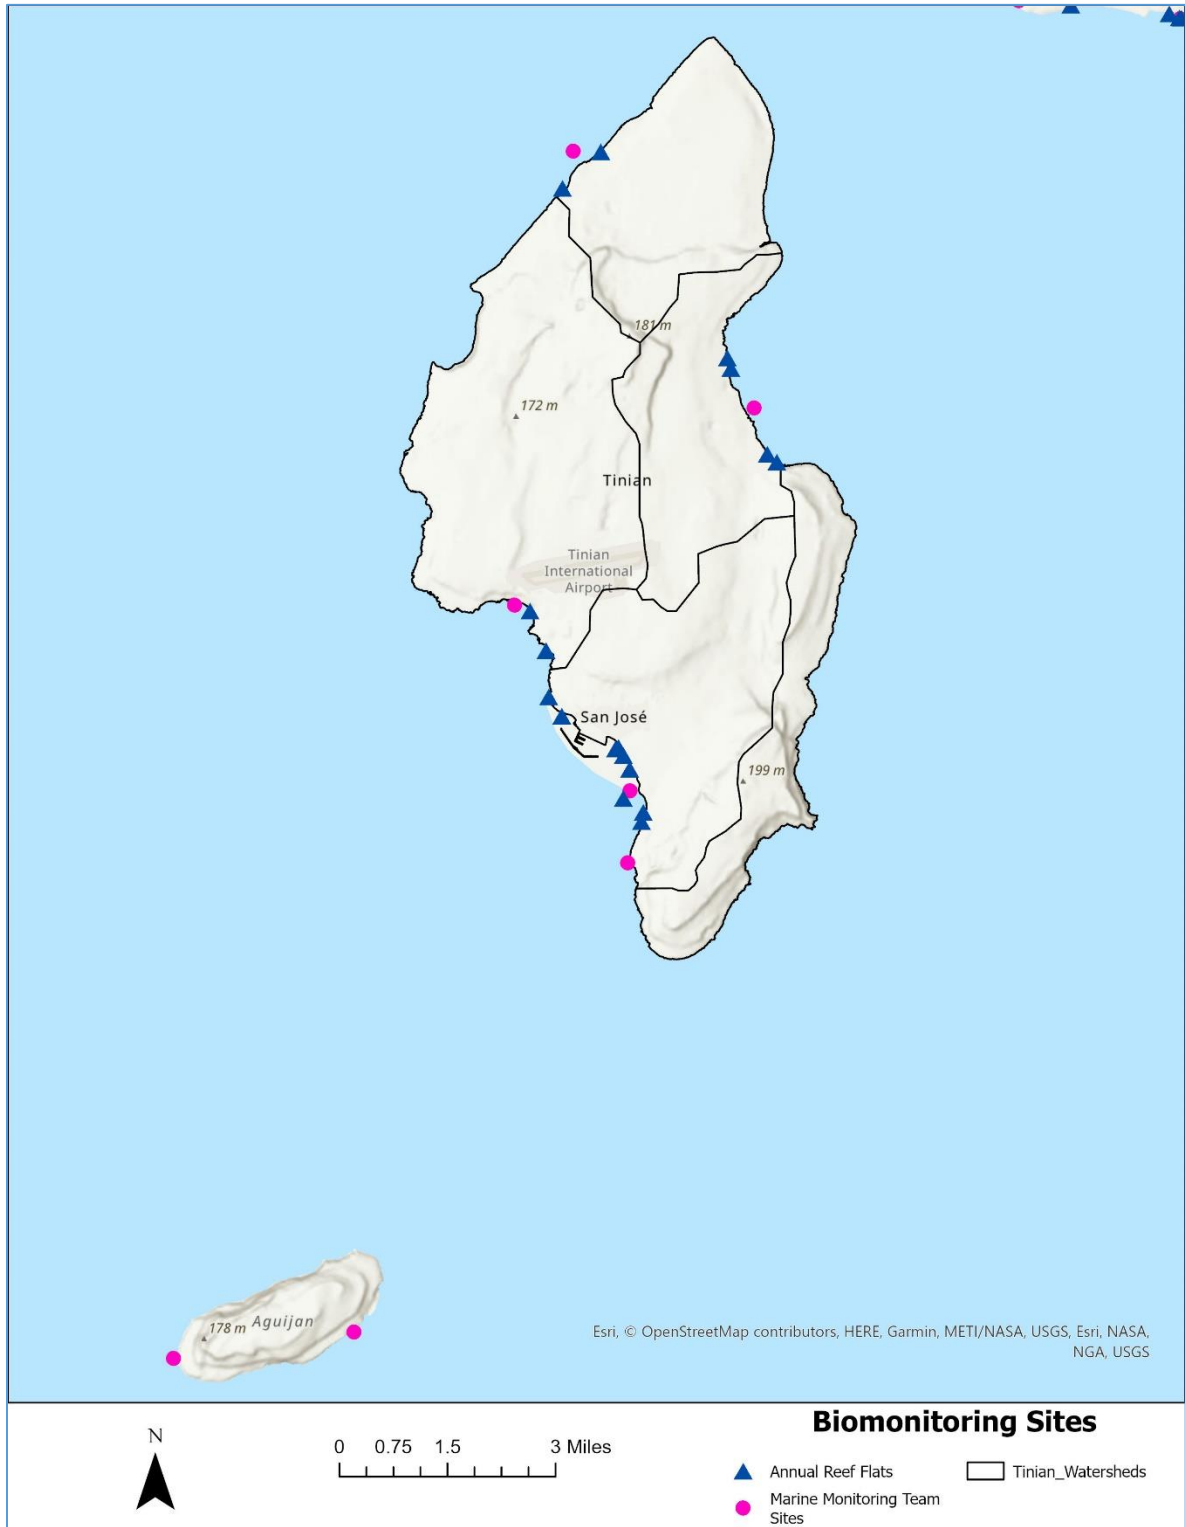 181 m
172 m
Tinian
Tinian
International
Airport
San José
199 m
178 m
Aguijan
Esri, © OpenStreetMap contributors, HERE, Garmin, METI/NASA, USGS, Esri, NASA,
NGA, USGS
N
0 0.75 1.5 3 Miles
Biomonitoring Sites
Annual Reef Flats
Tinian_Watersheds
Marine Monitoring Team
Sites